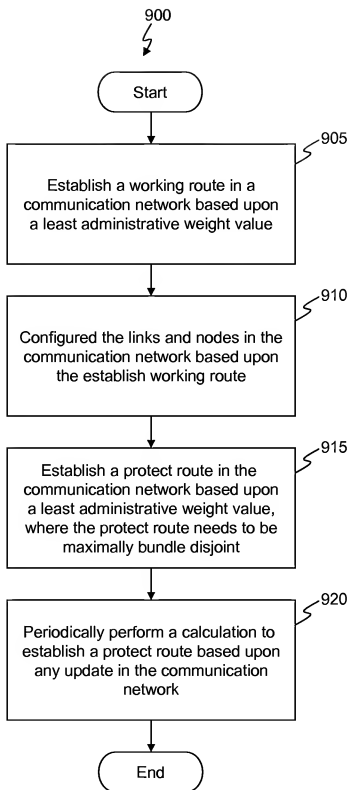 900
Start
905
Establish a working route in a
communication network based upon
a least administrative weight value
910
Configured the links and nodes in the
communication network based upon
the establish working route
915
Establish a protect route in the
communication network based upon
a least administrative weight value,
where the protect route needs to be
maximally bundle disjoint
920
Periodically perform a calculation to
establish a protect route based upon
any update in the communication
network
End